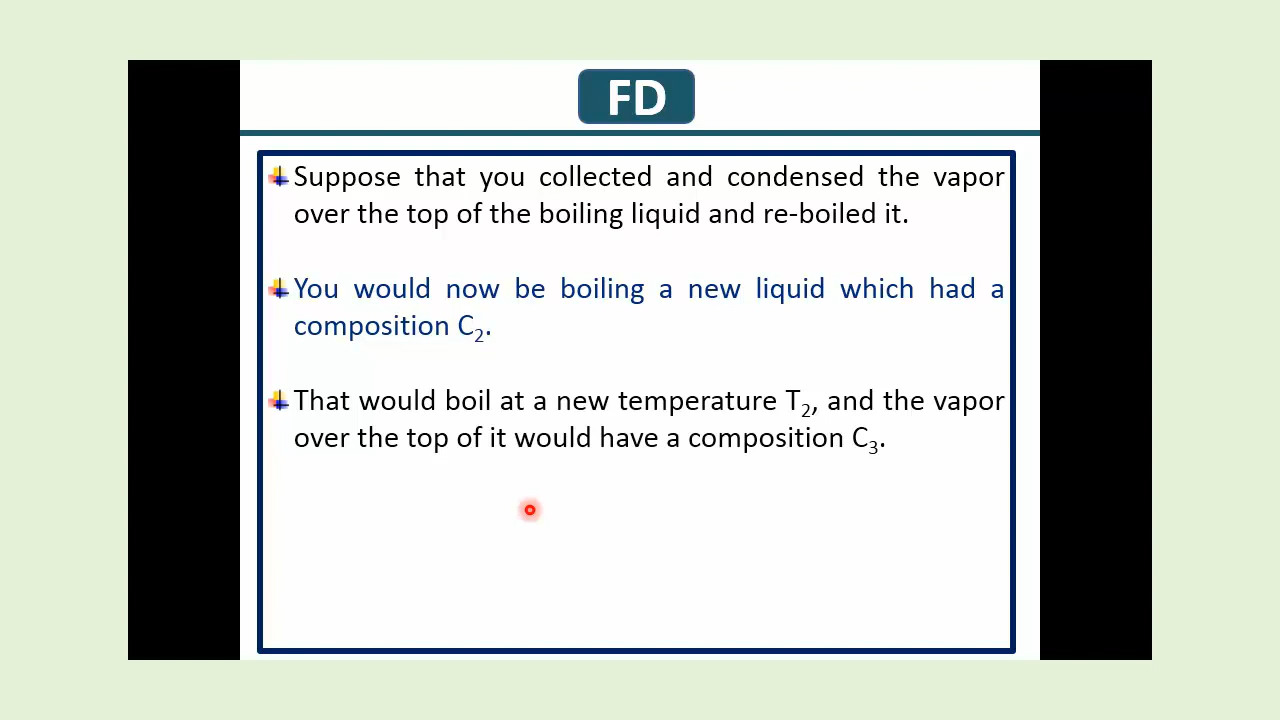 FD
Suppose that you collected and condensed the vapor
over the top of the boiling liquid and re-boiled it.
You would now be boiling a new liquid which had a
composition C₂.
That would boil at a new temperature T₂, and the vapor
over the top of it would have a composition C₃.